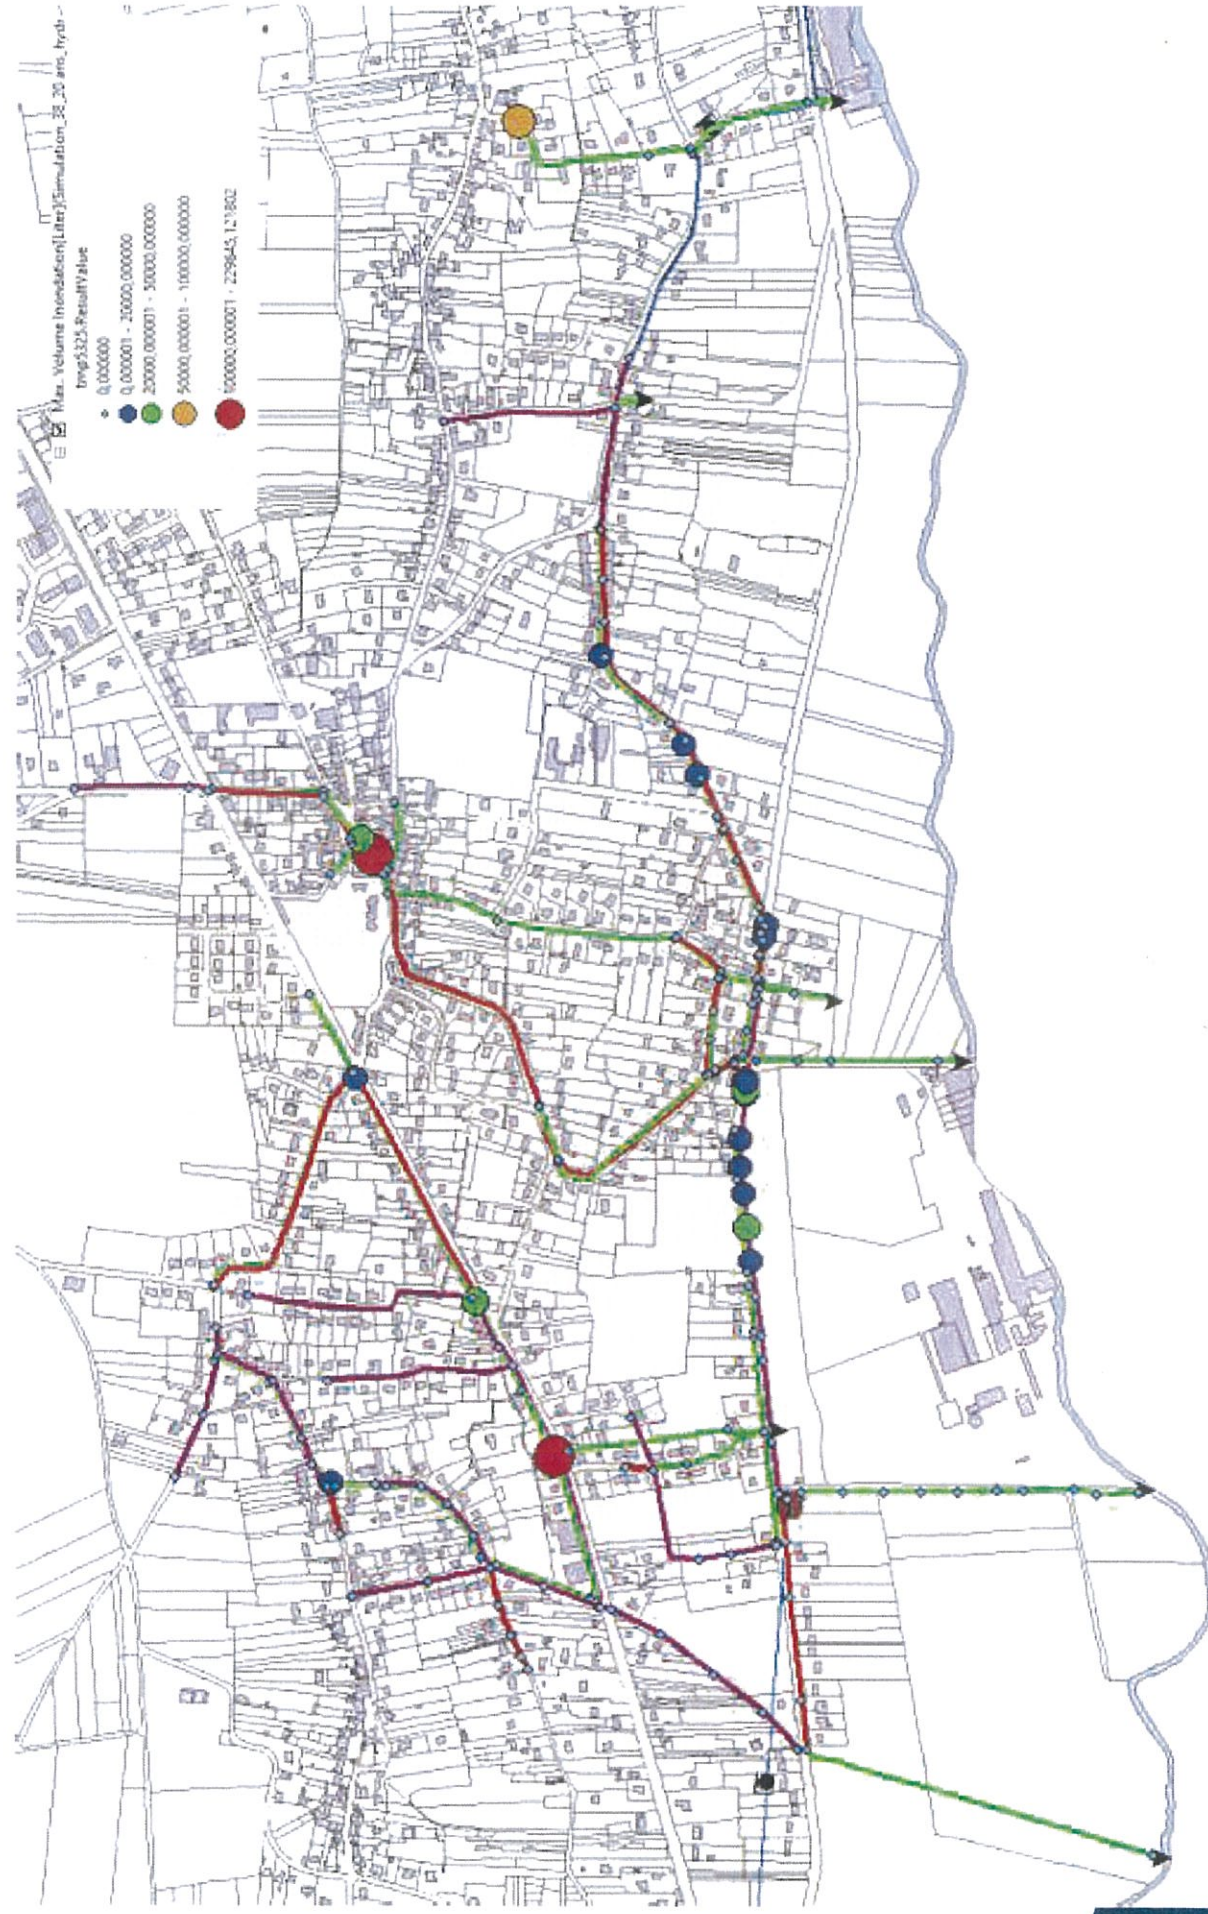 Max. Volume Inondation[Liter](Simulation_38_20 ans_hydr-
tmp5325.ResultValue
0,000000
0,000001 - 20000,000000
20000,000001 - 50000,000000
50000,000001 - 100000,000000
100000,000001 - 229645,121802